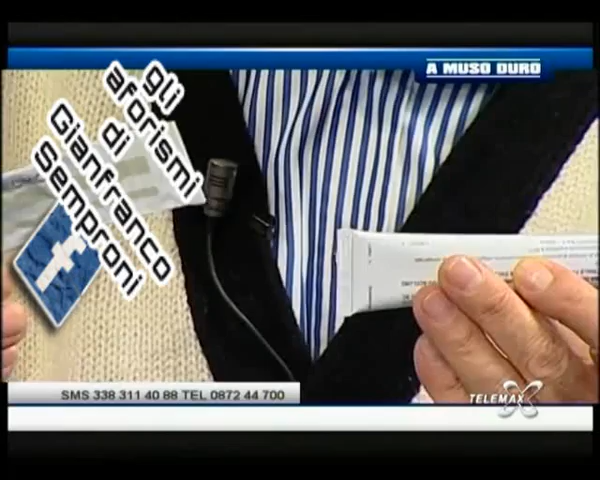 A MUSO DURO
gli
aforismi
di
Gianfranco
Semproni
f
SMS 338 311 40 88 TEL 0872 44 700
TELEMAX